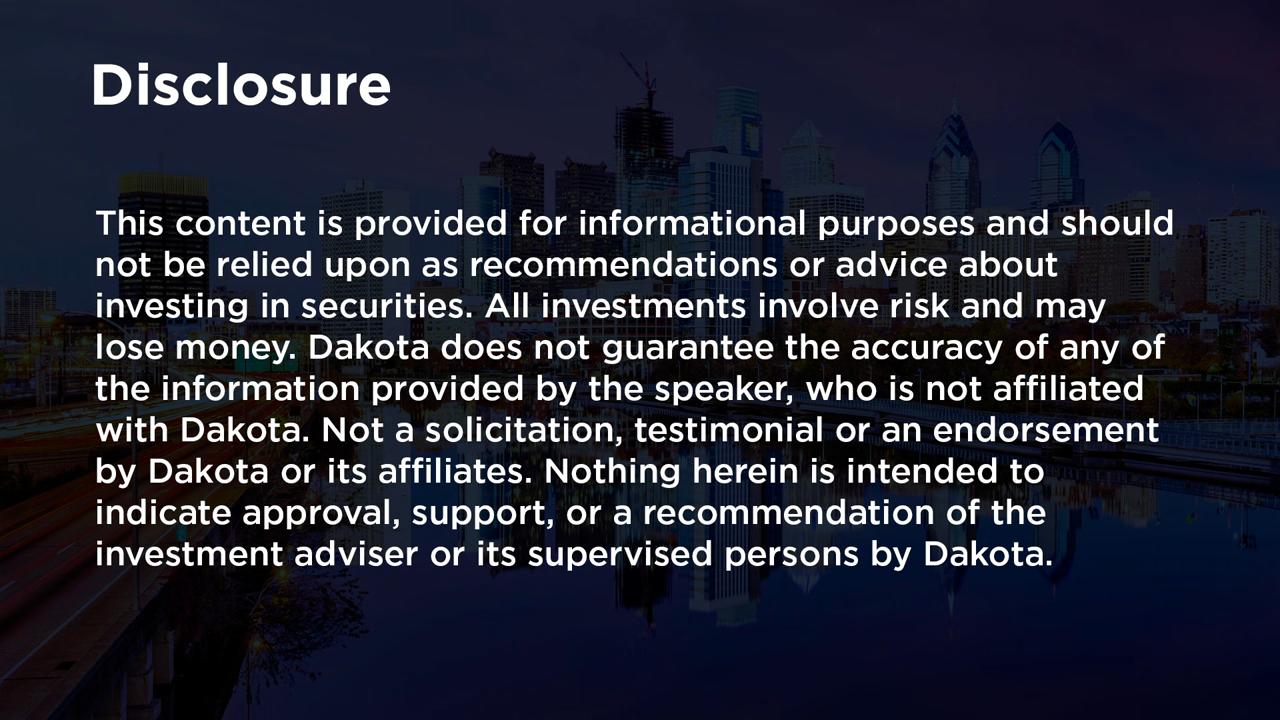 Disclosure
This content is provided for informational purposes and should
not be relied upon as recommendations or advice about
investing in securities. All investments involve risk and may
lose money. Dakota does not guarantee the accuracy of any of
the information provided by the speaker, who is not affiliated
with Dakota. Not a solicitation, testimonial or an endorsement
by Dakota or its affiliates. Nothing herein is intended to
indicate approval, support, or a recommendation of the
investment adviser or its supervised persons by Dakota.